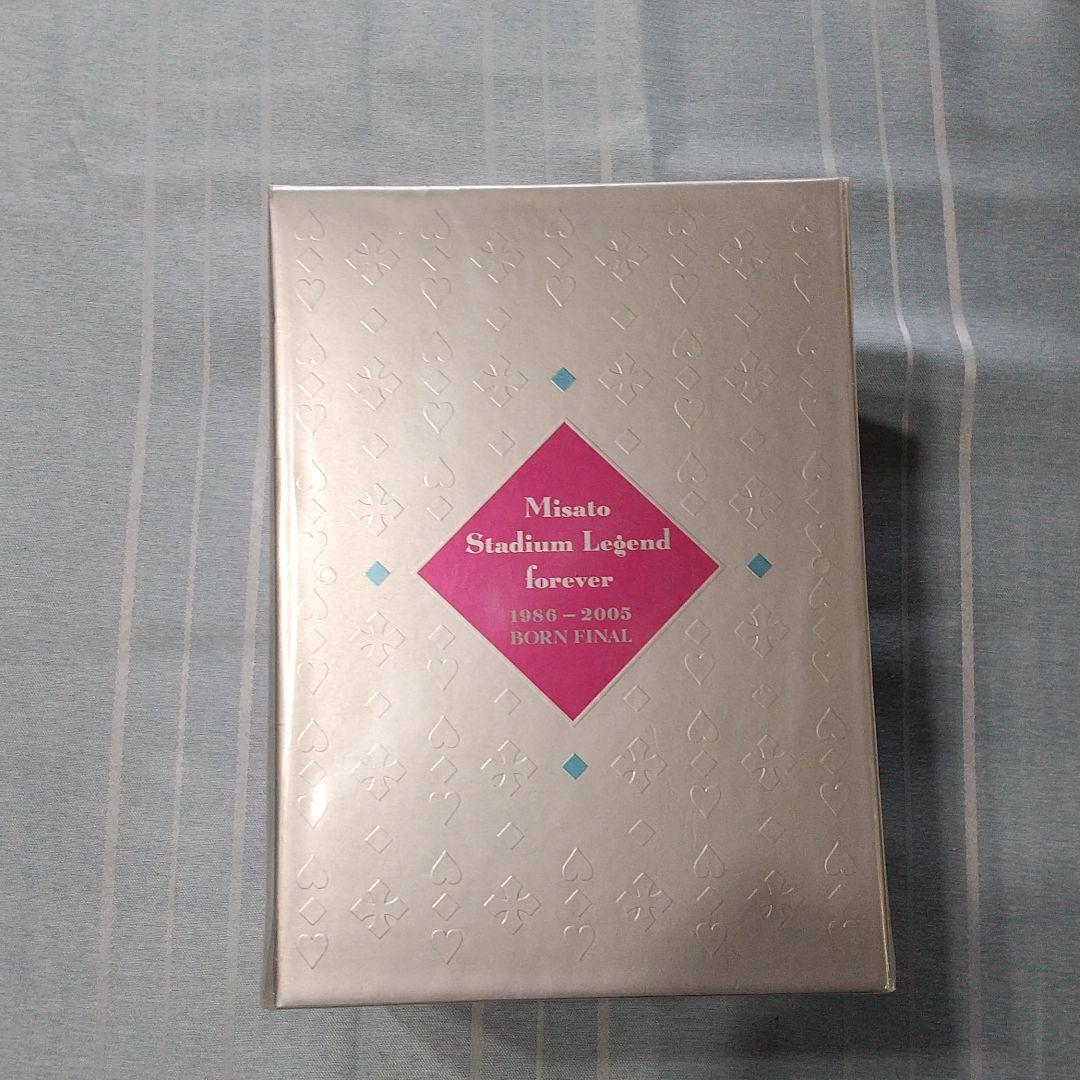 Misato
Stadium Legend
forever
1986 – 2005
BORN FINAL